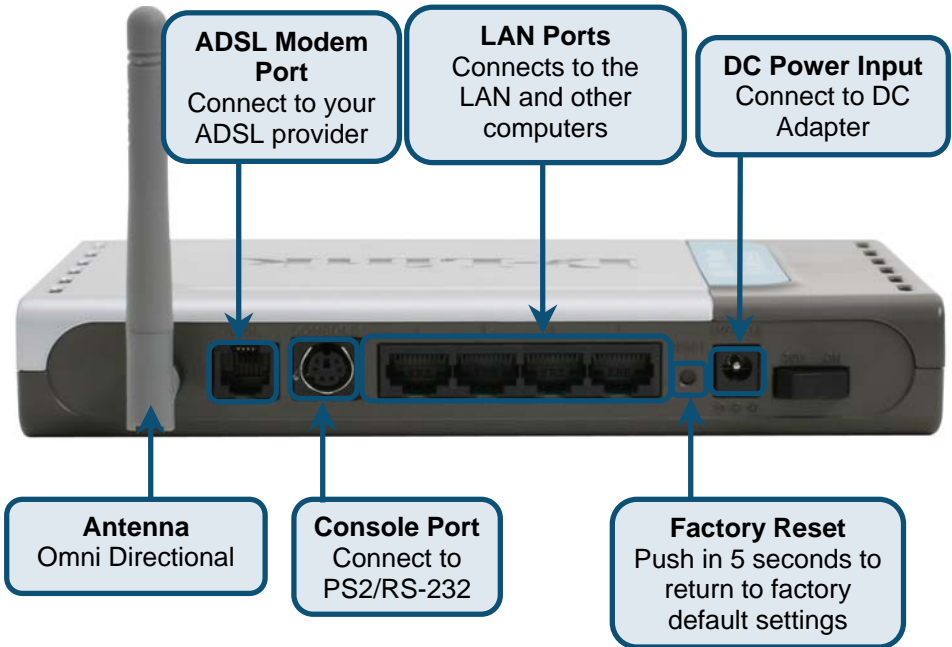 ADSL Modem
Port
Connect to your
ADSL provider
LAN Ports
Connects to the
LAN and other
computers
DC Power Input
Connect to DC
Adapter
D-Link
CONSOLE
Antenna
Omni Directional
Console Port
Connect to
PS2/RS-232
Factory Reset
Push in 5 seconds to
return to factory
default settings